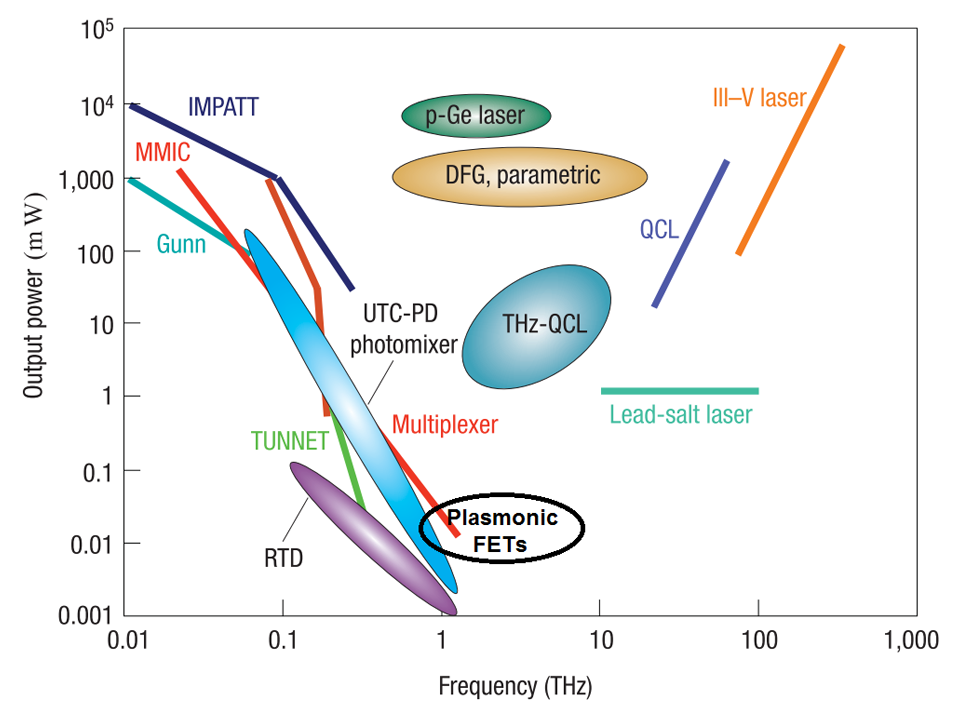 10⁵
10⁴
1,000
100
10
1
0.1
0.01
0.001
Output power (m W)
IMPATT
MMIC
Gunn
p-Ge laser
DFG, parametric
III–V laser
QCL
UTC-PD
photomixer
THz-QCL
Lead-salt laser
Multiplexer
TUNNET
RTD
Plasmonic
FETs
0.01
0.1
1
10
100
1,000
Frequency (THz)